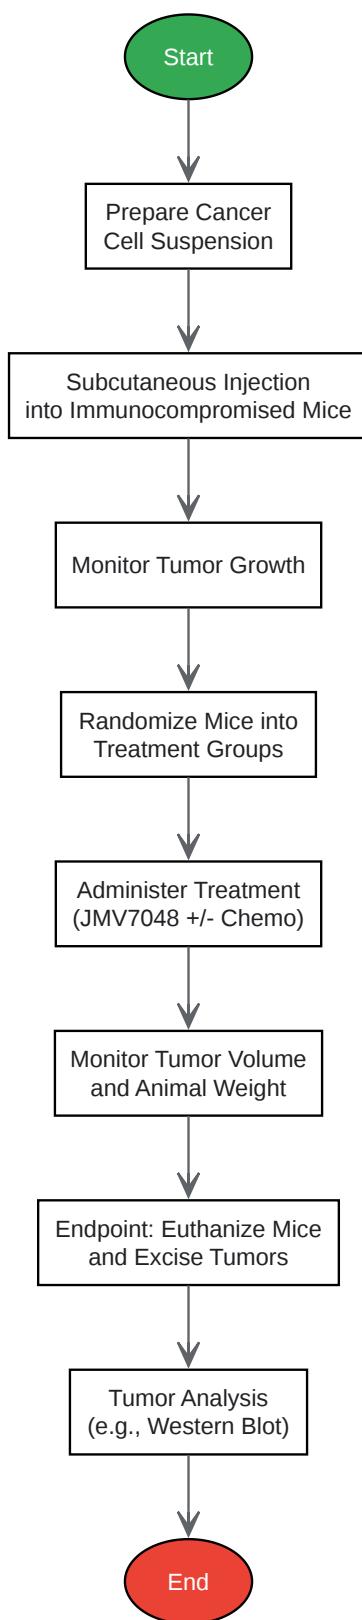 Start
Prepare Cancer
Cell Suspension
Subcutaneous Injection
into Immunocompromised Mice
Monitor Tumor Growth
Randomize Mice into
Treatment Groups
Administer Treatment
(JMV7048 +/- Chemo)
Monitor Tumor Volume
and Animal Weight
Endpoint: Euthanize Mice
and Excise Tumors
Tumor Analysis
(e.g., Western Blot)
End